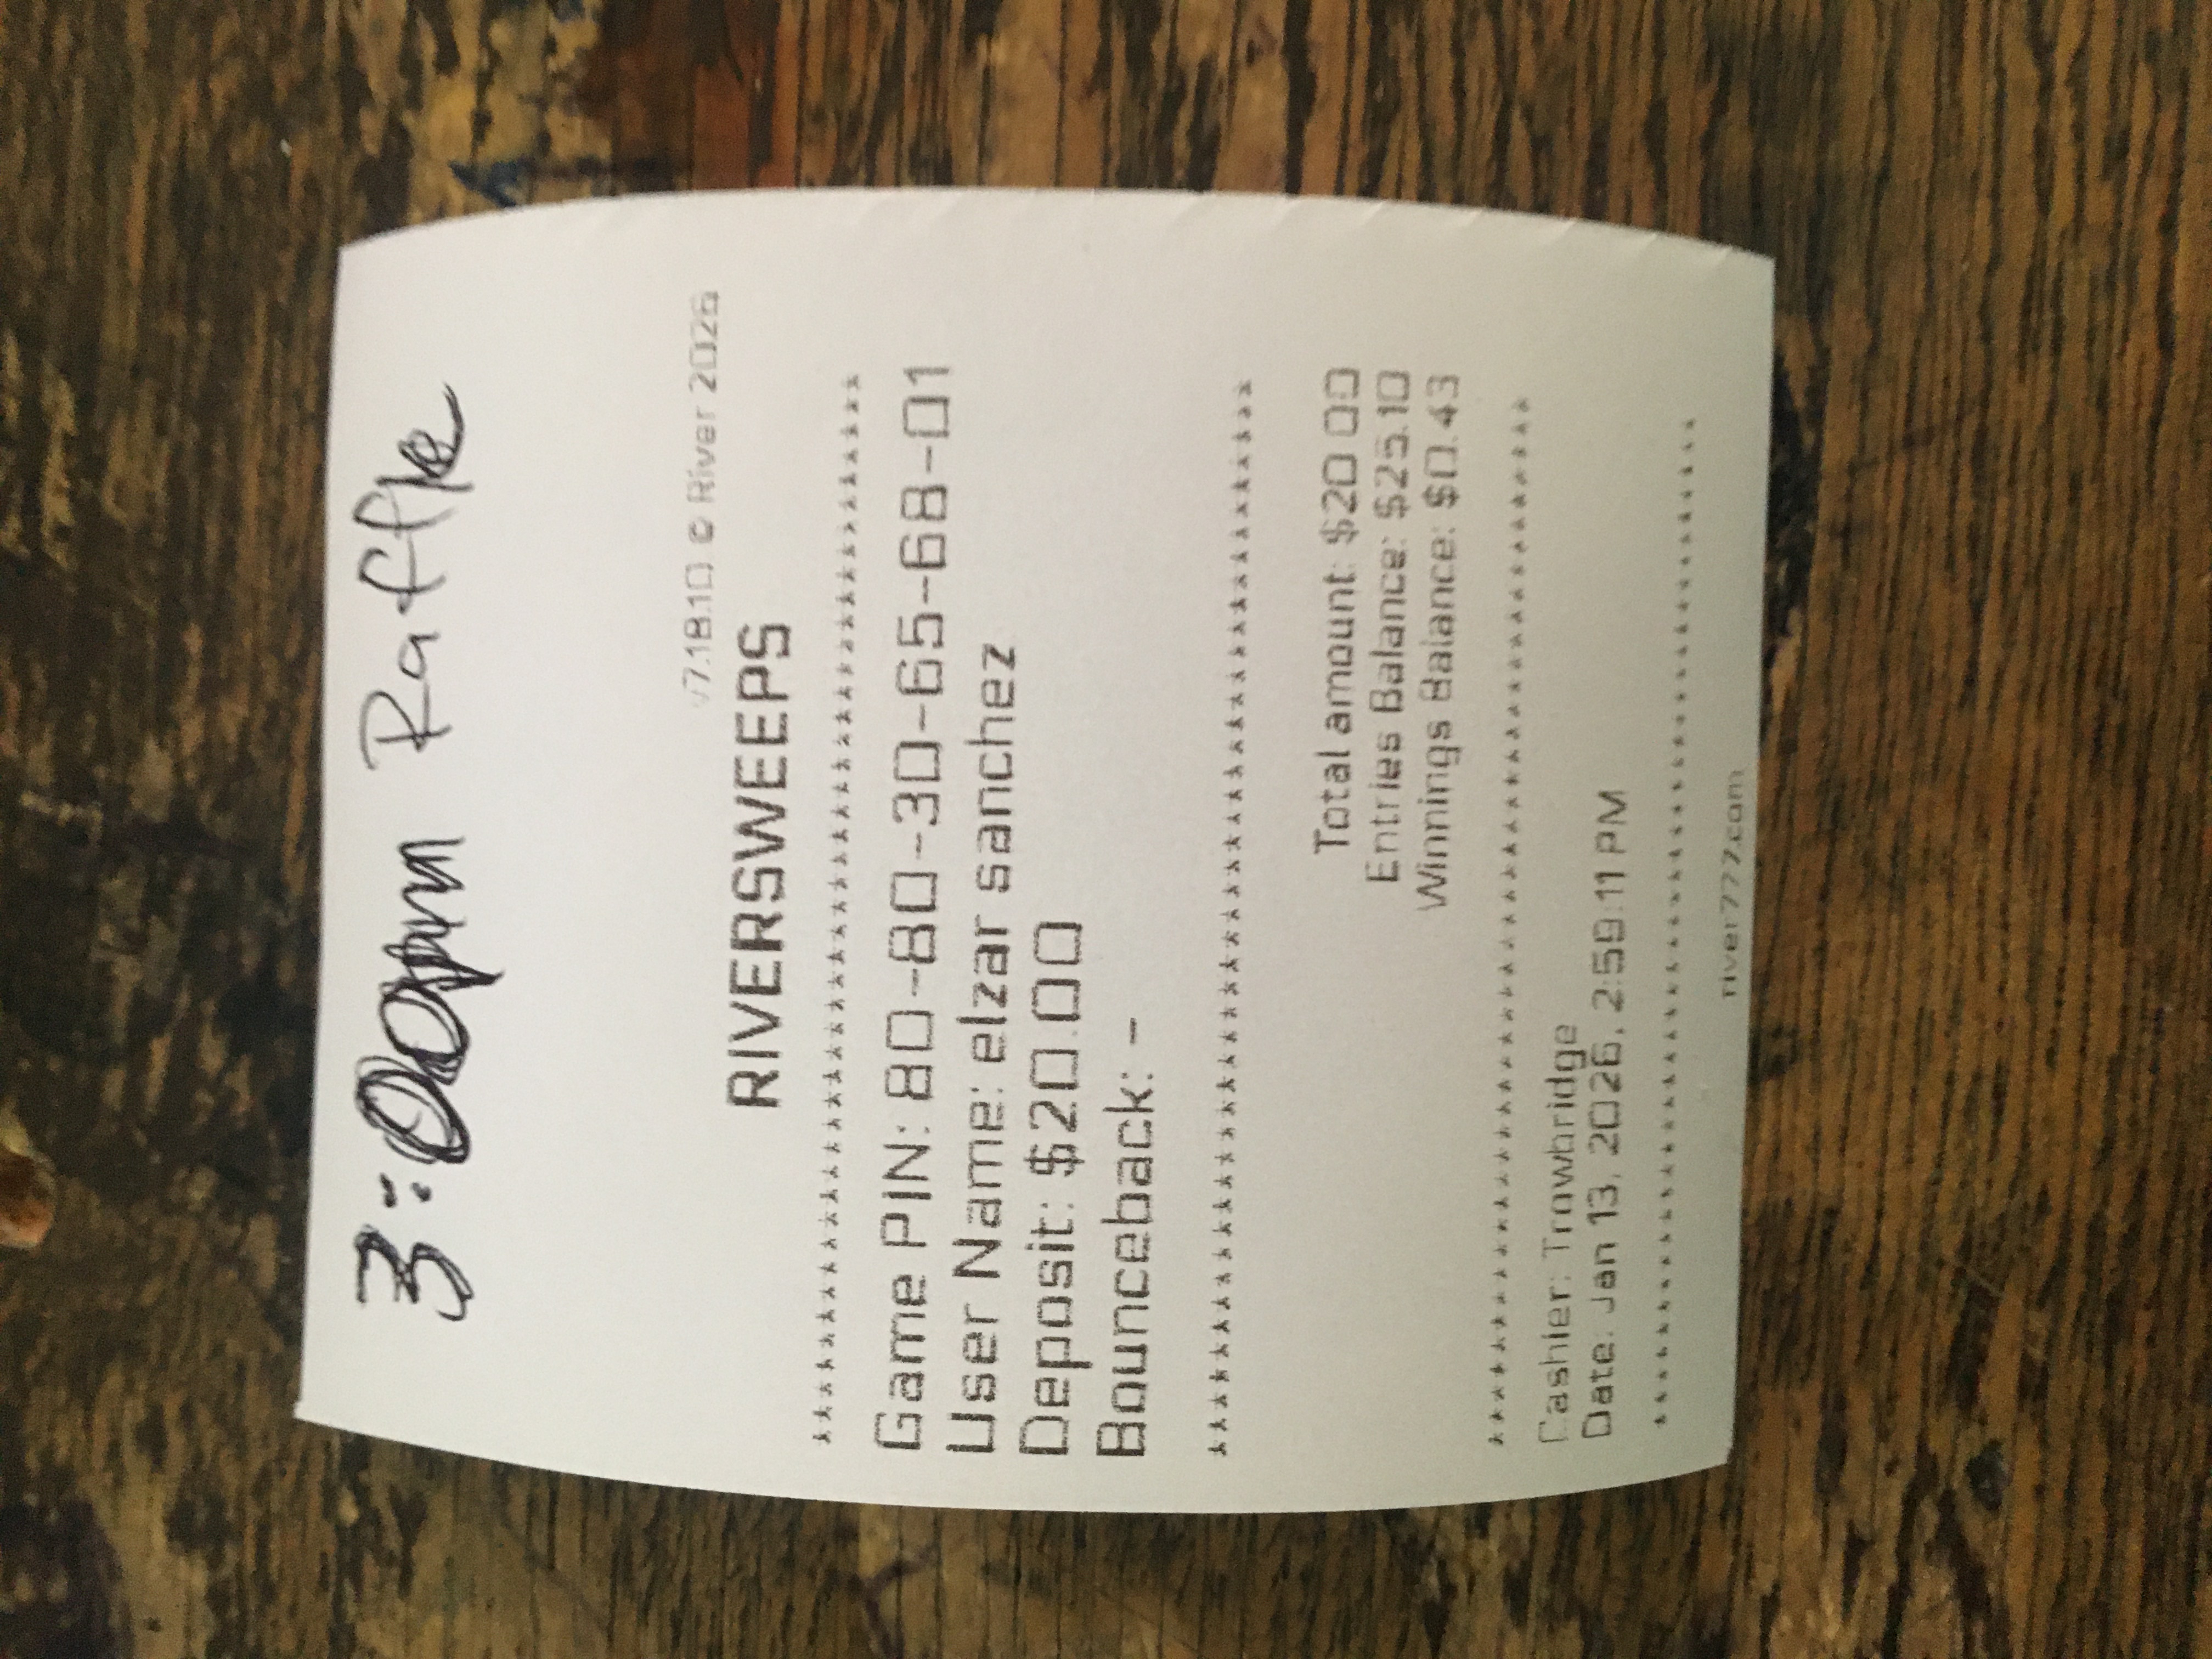 3:00pm Raffle
v7.18.10 © River 2026
RIVERSWEEPS
****************************************
Game PIN: 80-80-30-65-68-01
User Name: elzar sanchez
Deposit: $20.00
Bounceback: -
****************************************
Total amount: $20.00
Entries Balance: $25.10
Winnings Balance: $0.43
****************************************
Cashier: Trowbridge
Date: Jan 13, 2026, 2:59:11 PM
****************************************
river777.com